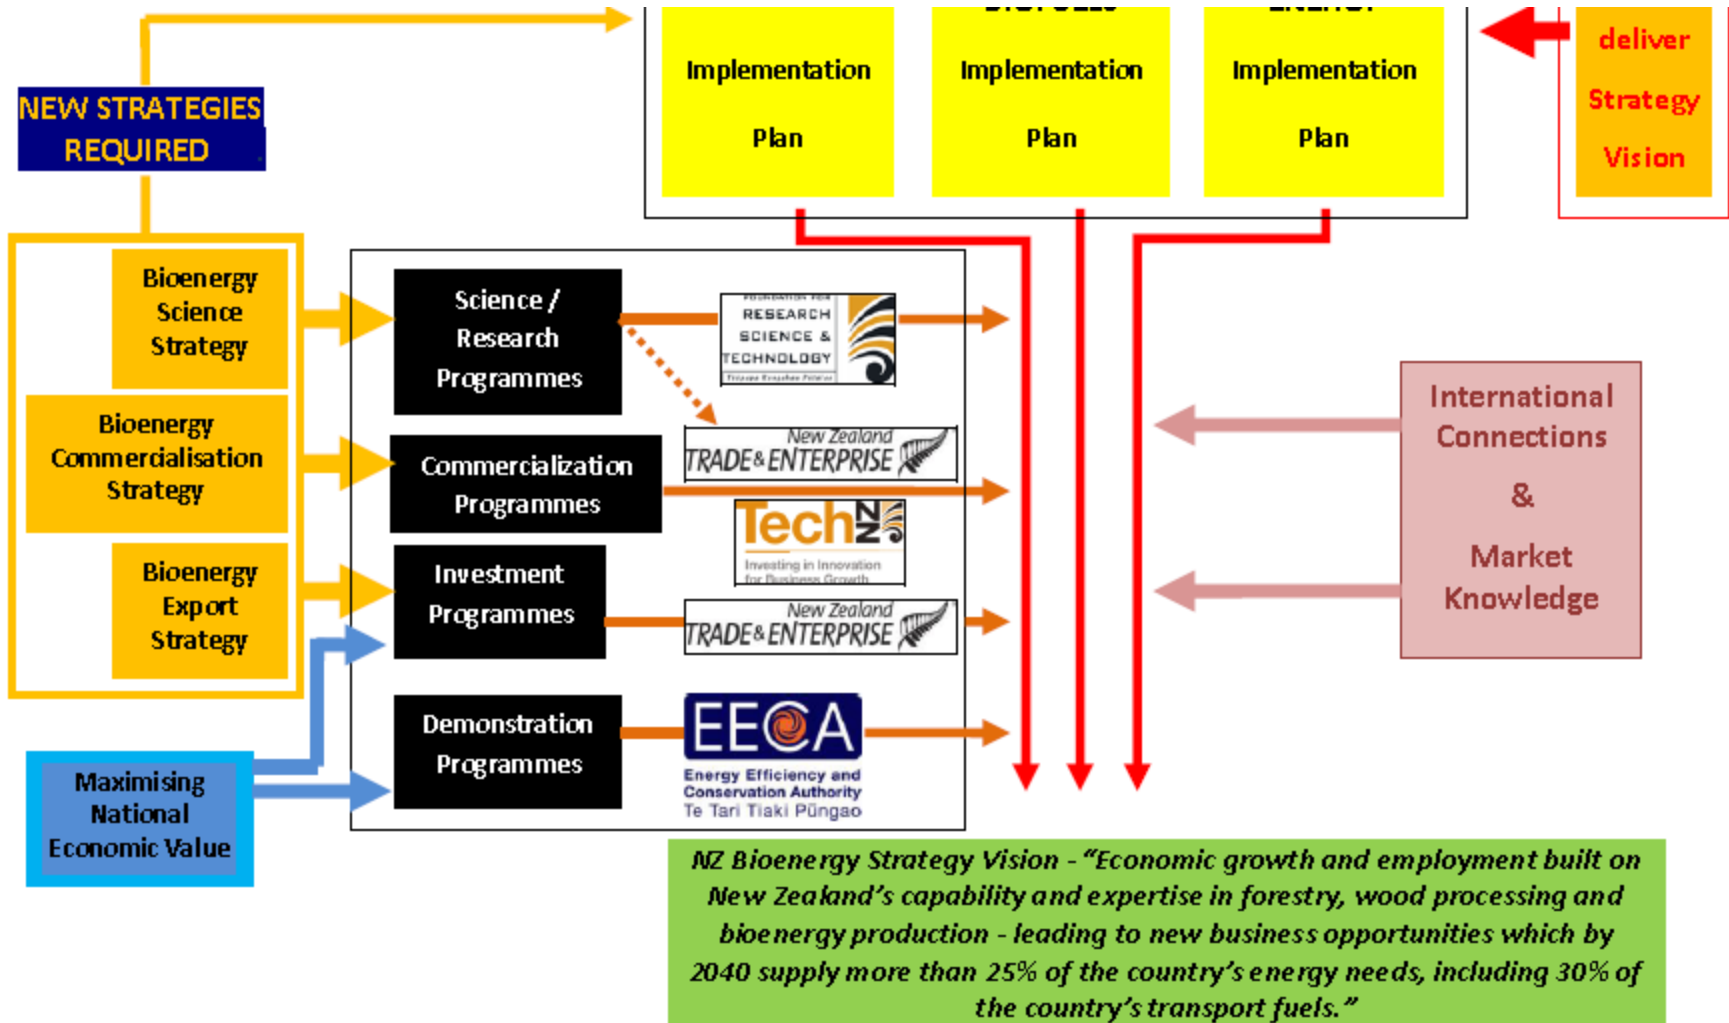 deliver
Strategy
Vision
Implementation
Plan
Implementation
Plan
Implementation
Plan
NEW STRATEGIES
REQUIRED
Bioenergy
Science
Strategy
Bioenergy
Commercialisation
Strategy
Bioenergy
Export
Strategy
Maximising
National
Economic Value
Science /
Research
Programmes
RESEARCH
SCIENCE &
TECHNOLOGY
New Zealand
TRADE & ENTERPRISE
Commercialization
Programmes
TechNZ
Investing in Innovation
for Business Growth
Investment
Programmes
New Zealand
TRADE & ENTERPRISE
Demonstration
Programmes
EECA
Energy Efficiency and
Conservation Authority
Te Tari Tiaki Pūngao
International
Connections
&
Market
Knowledge
NZ Bioenergy Strategy Vision - “Economic growth and employment built on
New Zealand’s capability and expertise in forestry, wood processing and
bioenergy production - leading to new business opportunities which by
2040 supply more than 25% of the country’s energy needs, including 30% of
the country’s transport fuels.”